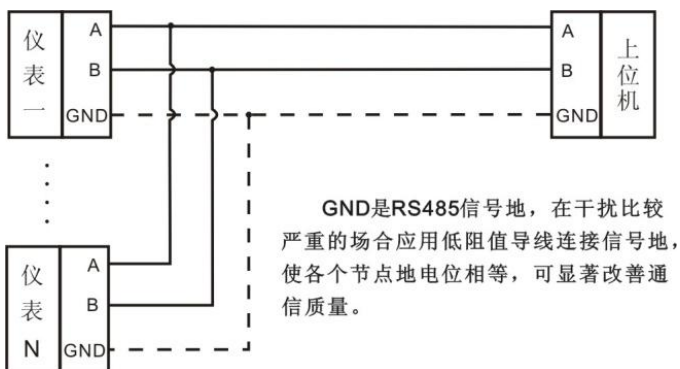 仪表一
A
B
GND
A
B
GND
上位机
GND是RS485信号地，在干扰比较
严重的场合应用低阻值导线连接信号地，
使各个节点地电位相等，可显著改善通
信质量。
仪表N
A
B
GND